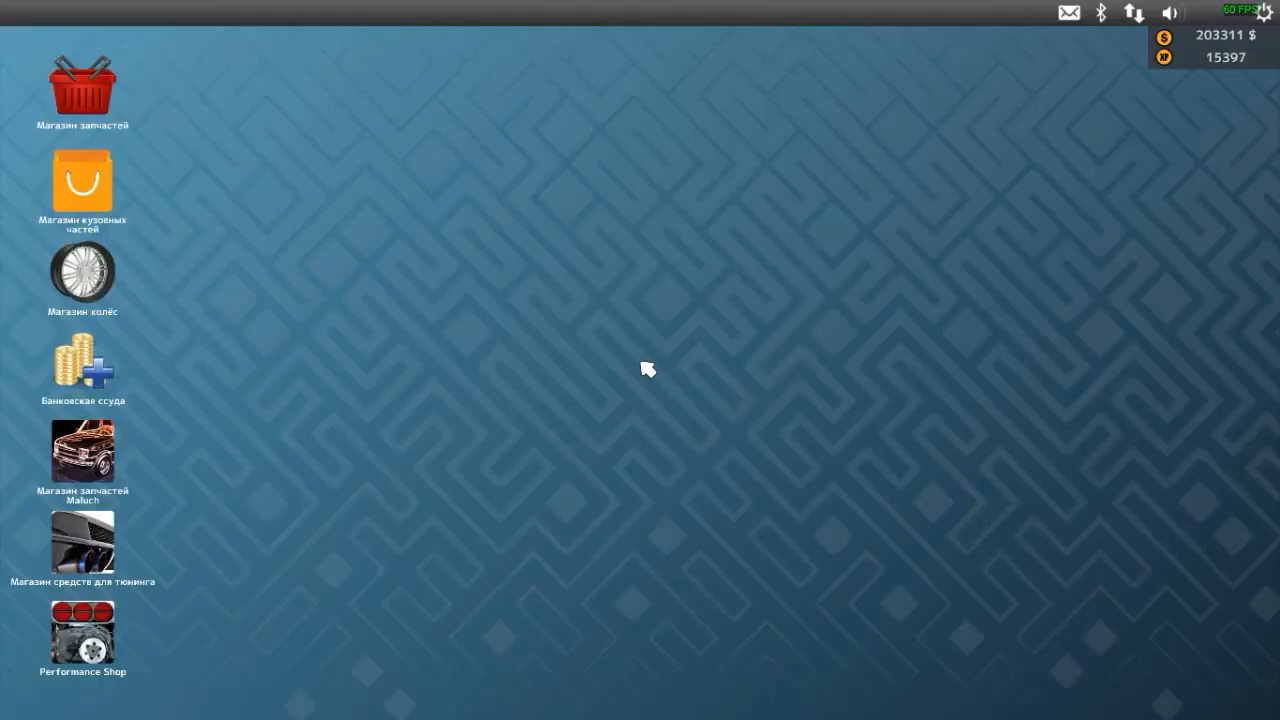 60 FPS
203311 $
XP
15397
Магазин запчастей
Магазин кузовных
частей
Магазин колёс
Банковская ссуда
Магазин запчастей
Maluch
Магазин средств для тюнинга
Performance Shop